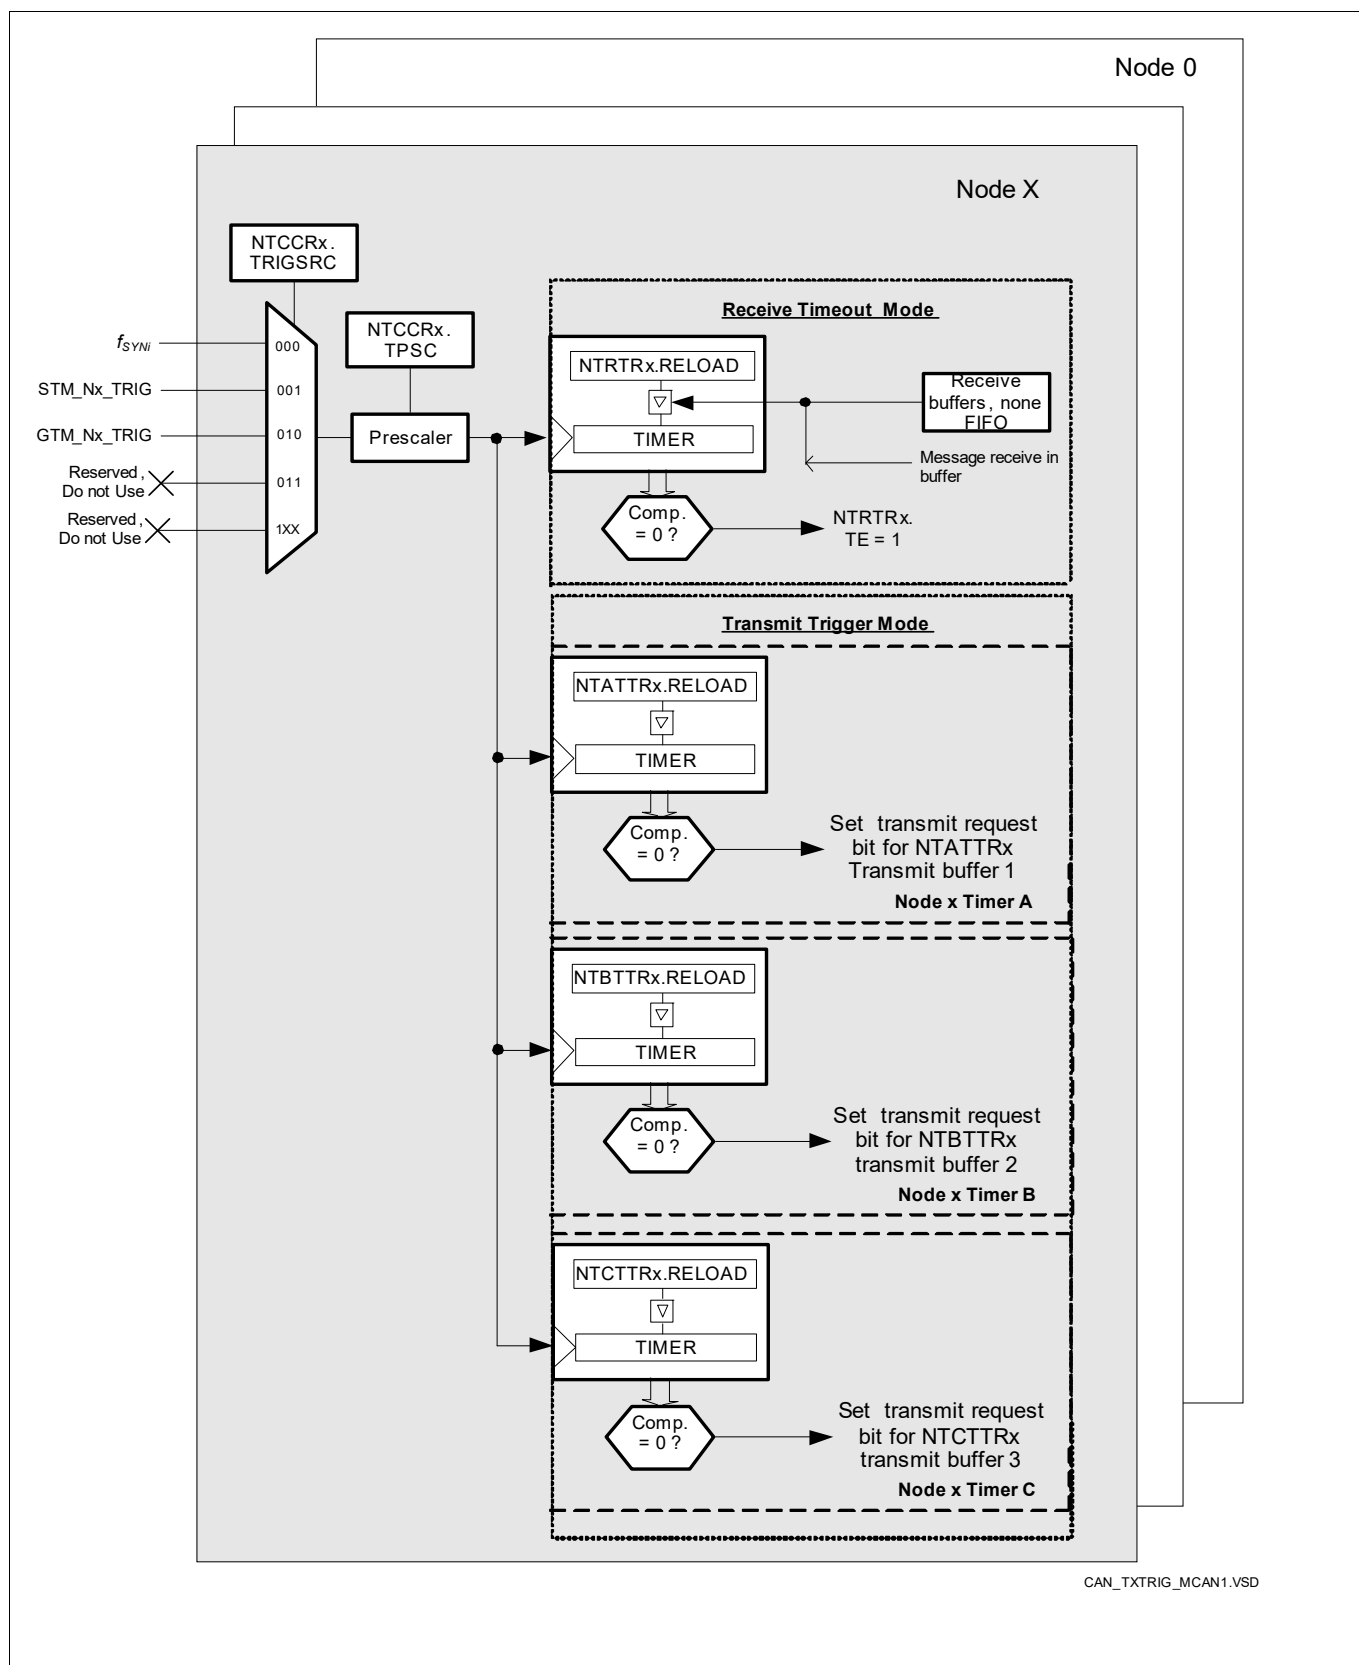 Node 0
Node X
NTCCRx.
TRIGSRC
NTCCRx.
TPSC
fSYNi
STM_Nx_TRIG
GTM_Nx_TRIG
Reserved,
Do not Use
Reserved,
Do not Use
000
001
010
011
1XX
Prescaler
Receive Timeout Mode
NTRTRx.RELOAD
TIMER
Receive
buffers, none
FIFO
Message receive in
buffer
Comp.
= 0 ?
NTRTRx.
TE = 1
Transmit Trigger Mode
NTATTRx.RELOAD
TIMER
Comp.
= 0 ?
Set transmit request
bit for NTATTRx
Transmit buffer 1
Node x Timer A
NTBTTRx.RELOAD
TIMER
Comp.
= 0 ?
Set transmit request
bit for NTBTTRx
transmit buffer 2
Node x Timer B
NTCTTRx.RELOAD
TIMER
Comp.
= 0 ?
Set transmit request
bit for NTCTTRx
transmit buffer 3
Node x Timer C
CAN_TXTRIG_MCAN1.VSD